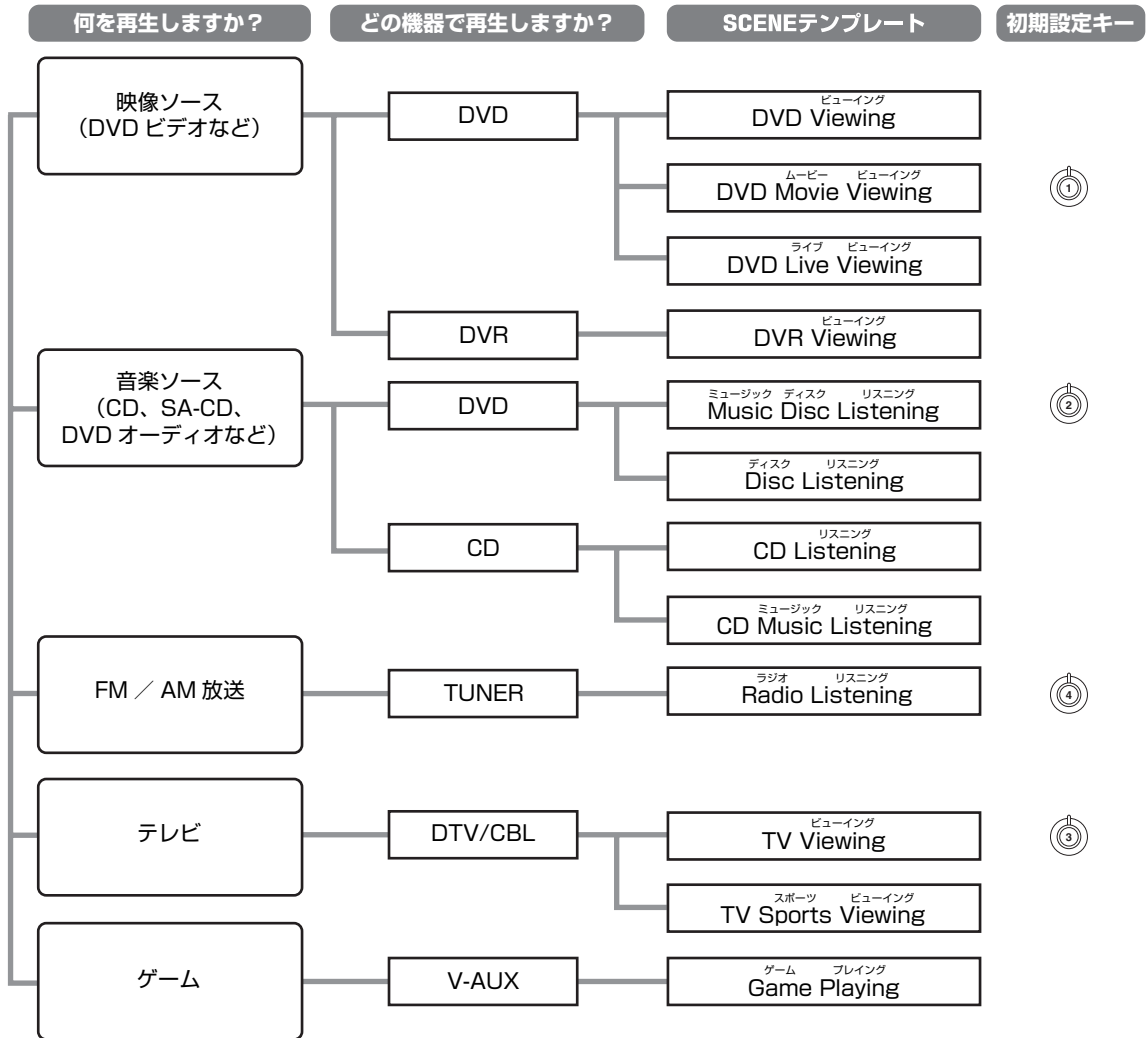 何を再生しますか？
どの機器で再生しますか？
SCENEテンプレート
初期設定キー
映像ソース
（DVD ビデオなど）
DVD
ビューイング
DVD Viewing
ムービー ビューイング
DVD Movie Viewing
1
ライブ ビューイング
DVD Live Viewing
DVR
ビューイング
DVR Viewing
音楽ソース
（CD、SA-CD、
DVD オーディオなど）
DVD
ミュージック ディスク リスニング
Music Disc Listening
2
ディスク リスニング
Disc Listening
CD
リスニング
CD Listening
ミュージック リスニング
CD Music Listening
FM ／ AM 放送
TUNER
ラジオ リスニング
Radio Listening
4
テレビ
DTV/CBL
ビューイング
TV Viewing
3
スポーツ ビューイング
TV Sports Viewing
ゲーム
V-AUX
ゲーム プレイング
Game Playing